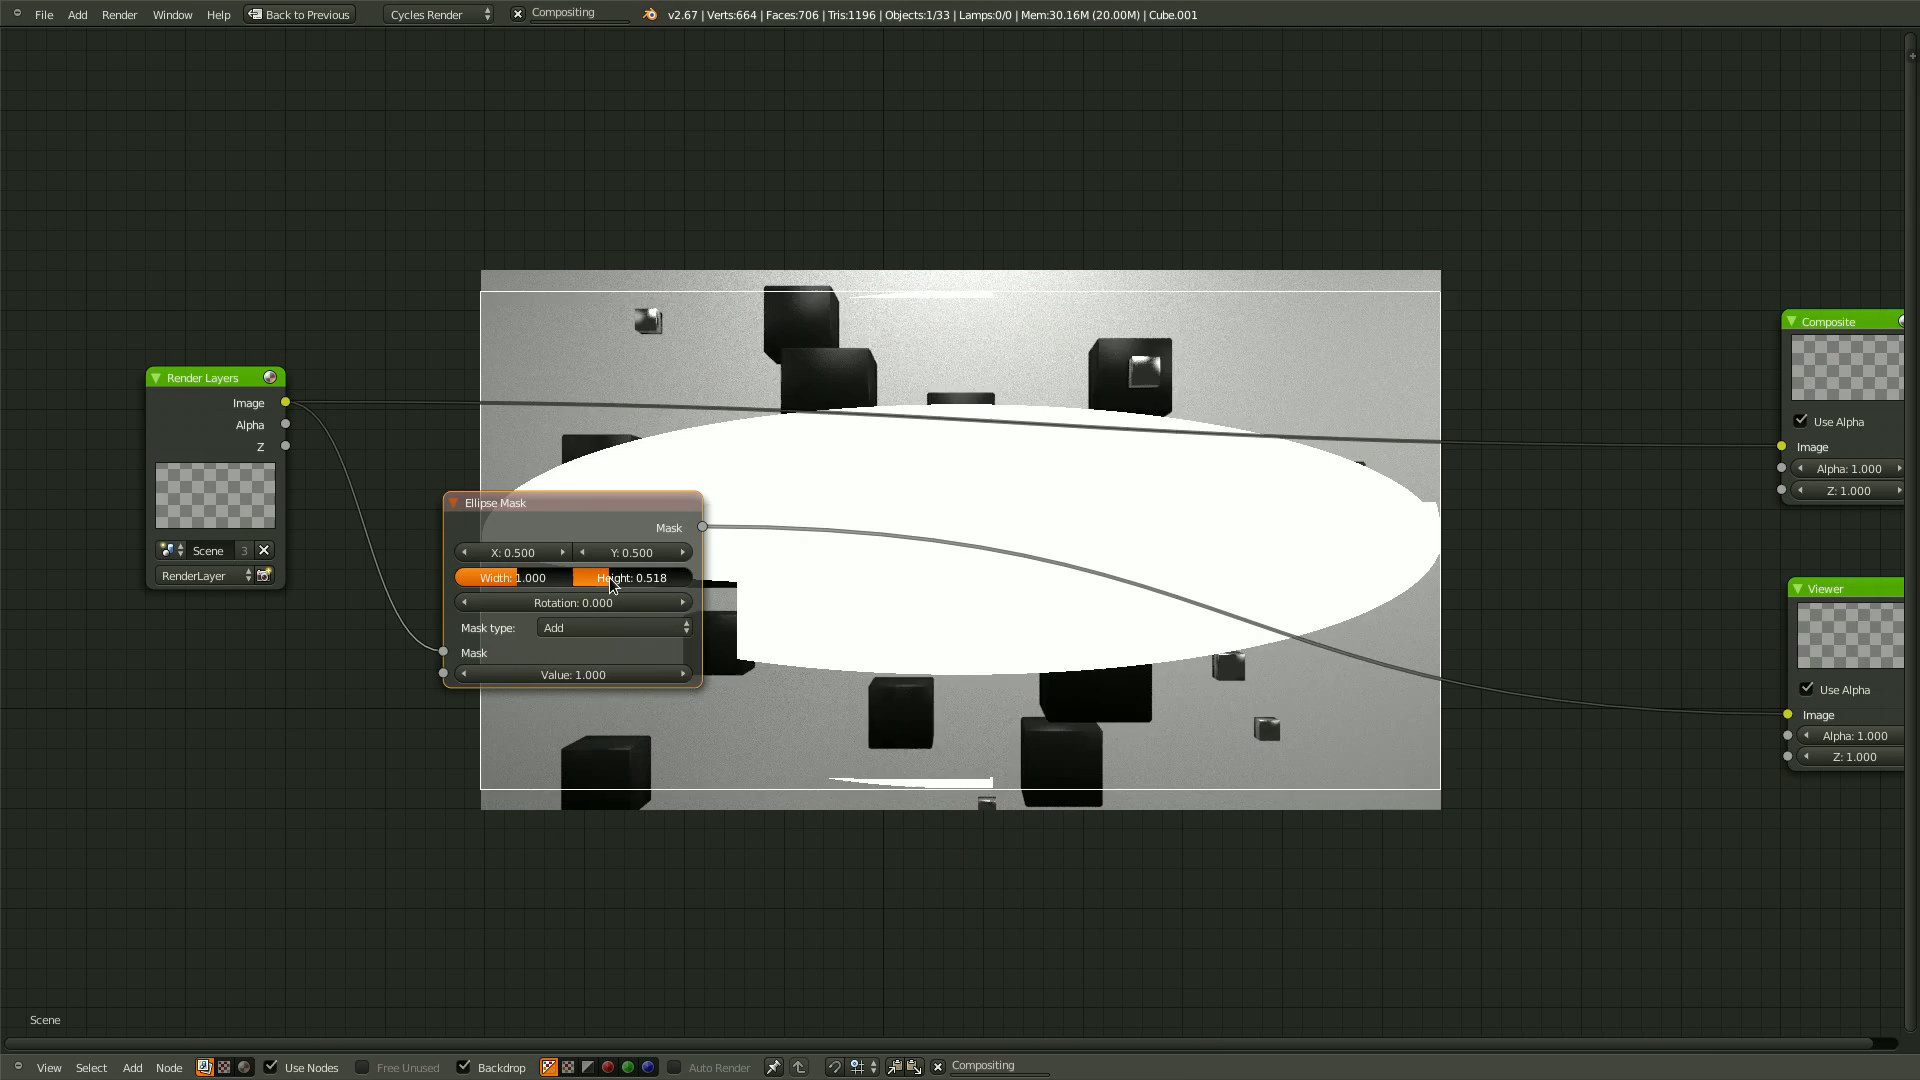 File Add Render Window Help Back to Previous Cycles Render Compositing v2.67 | Verts:664 | Faces:706 | Tris:1196 | Objects:1/33 | Lamps:0/0 | Mem:30.16M (20.00M) | Cube.001
Render Layers
Image
Alpha
Z
Scene 3
RenderLayer
Ellipse Mask
Mask
X: 0.500 Y: 0.500
Width: 1.000 Height: 0.518
Rotation: 0.000
Mask type: Add
Mask
Value: 1.000
Composite
Use Alpha
Image
Alpha: 1.000
Z: 1.000
Viewer
Use Alpha
Image
Alpha: 1.000
Z: 1.000
Scene
View Select Add Node Use Nodes Free Unused Backdrop Auto Render Compositing